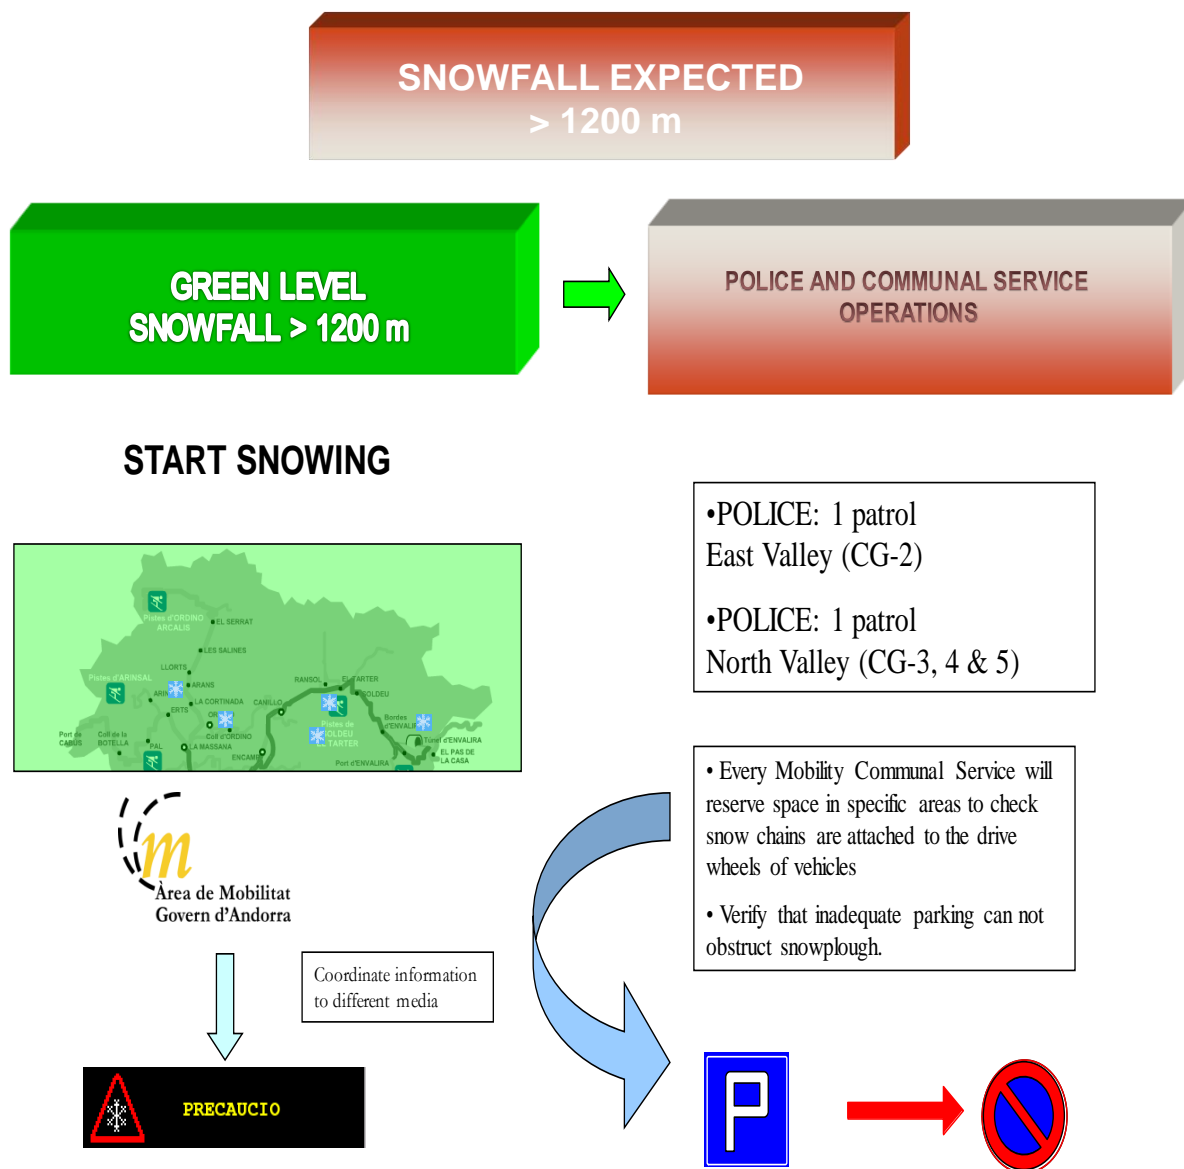 SNOWFALL EXPECTED
> 1200 m
GREEN LEVEL
SNOWFALL > 1200 m
POLICE AND COMMUNAL SERVICE
OPERATIONS
START SNOWING
•POLICE: 1 patrol
East Valley (CG-2)
•POLICE: 1 patrol
North Valley (CG-3, 4 & 5)
Pistes d'ORDINO
ARCALIS
EL SERRAT
LES SALINES
LLORTS
ARANS
Pistes d'ARINSAL
LA CORTINADA
ERTS
CANILLO
RANSOL
EL TARTER
Bordes
Pistes de
TARTER
Túnel d'ENVALIRA
EL PAS DE
LA CASA
Port d'ENVALIRA
Port de
CABÚS
Coll de la
BOTELLA
PAL
LA MASSANA
Coll d'ORDINO
ENCAMP
• Every Mobility Communal Service will
reserve space in specific areas to check
snow chains are attached to the drive
wheels of vehicles
• Verify that inadequate parking can not
obstruct snowplough.
m
Àrea de Mobilitat
Govern d'Andorra
Coordinate information
to different media
PRECAUCIO
P